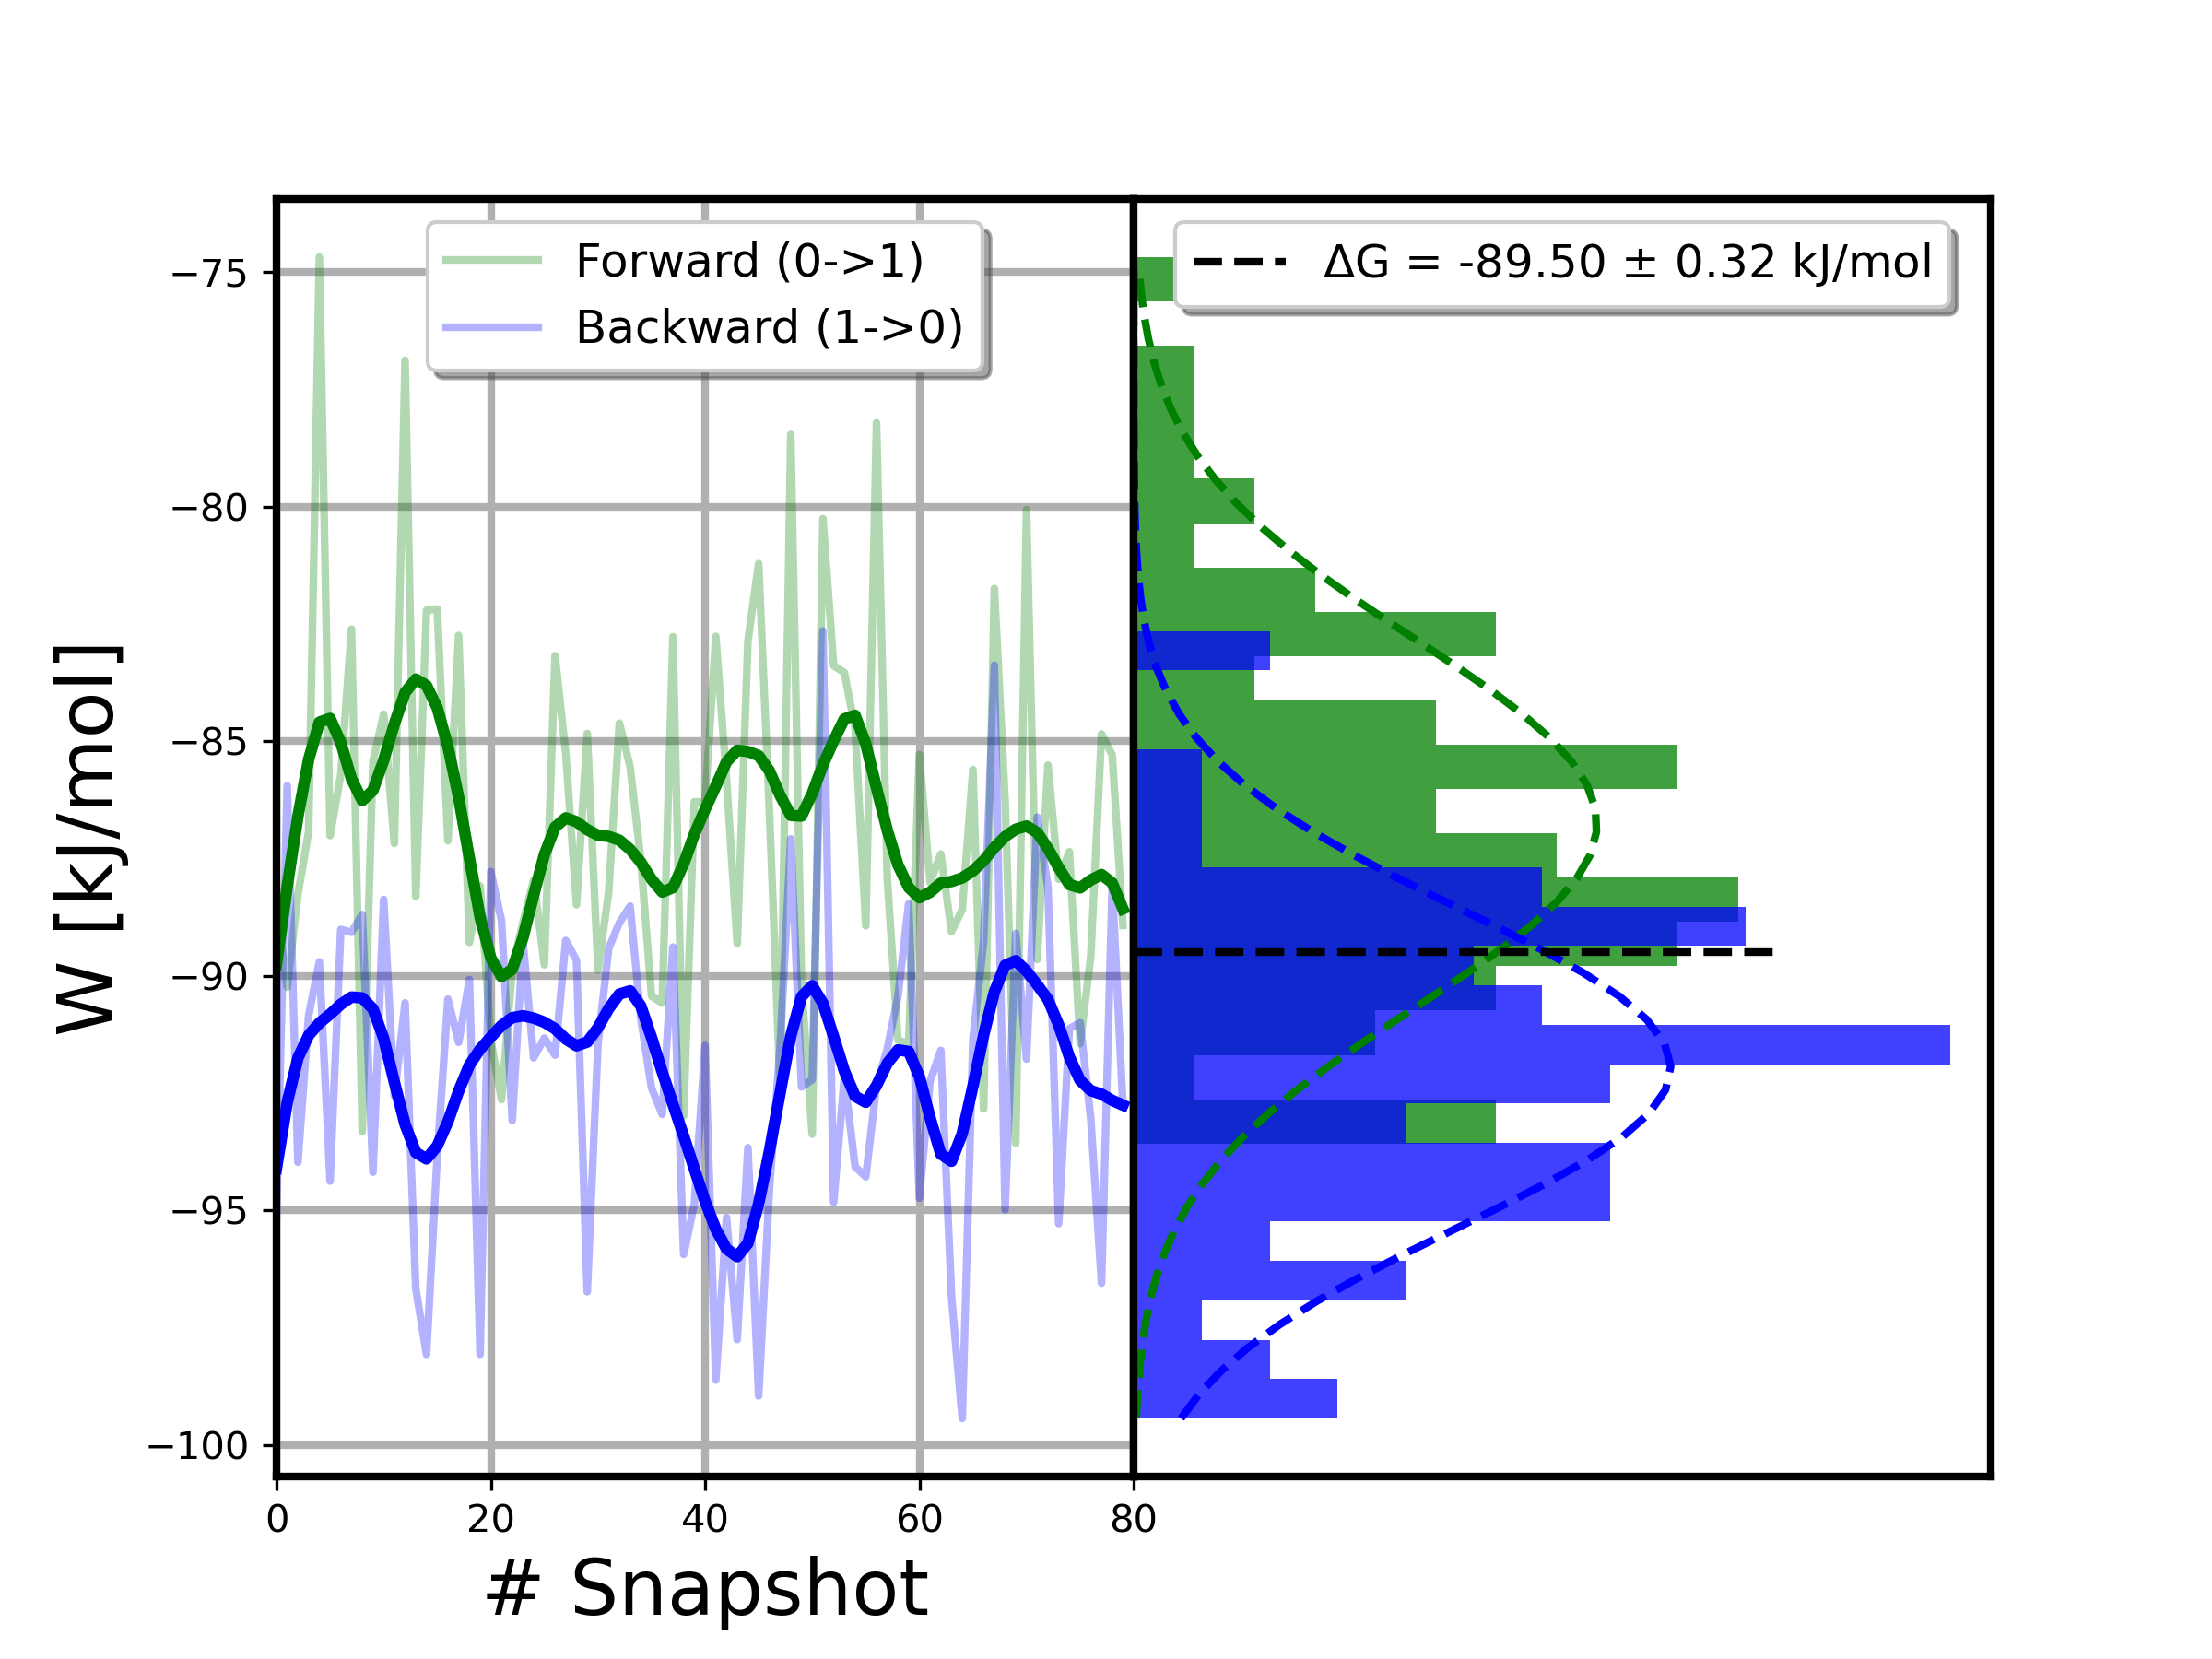 Forward (0->1)
Backward (1->0)
ΔG = -89.50 ± 0.32 kJ/mol
W [kJ/mol]
−75
−80
−85
−90
−95
−100
0 20 40 60 80
# Snapshot